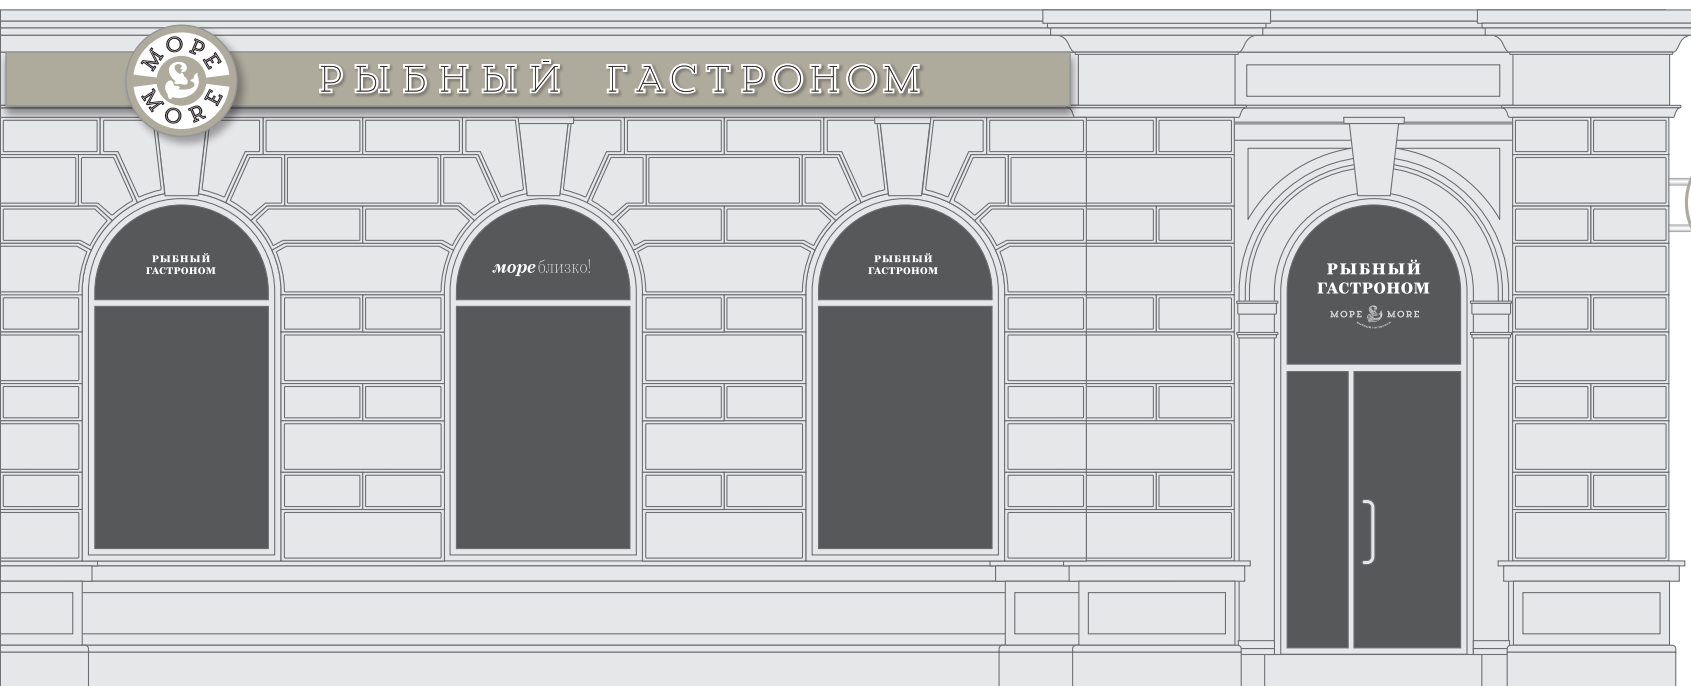 МОРЕ
MORE
РЫБНЫЙ ГАСТРОНОМ
РЫБНЫЙ
ГАСТРОНОМ
море близко!
РЫБНЫЙ
ГАСТРОНОМ
РЫБНЫЙ
ГАСТРОНОМ
МОРЕ MORE